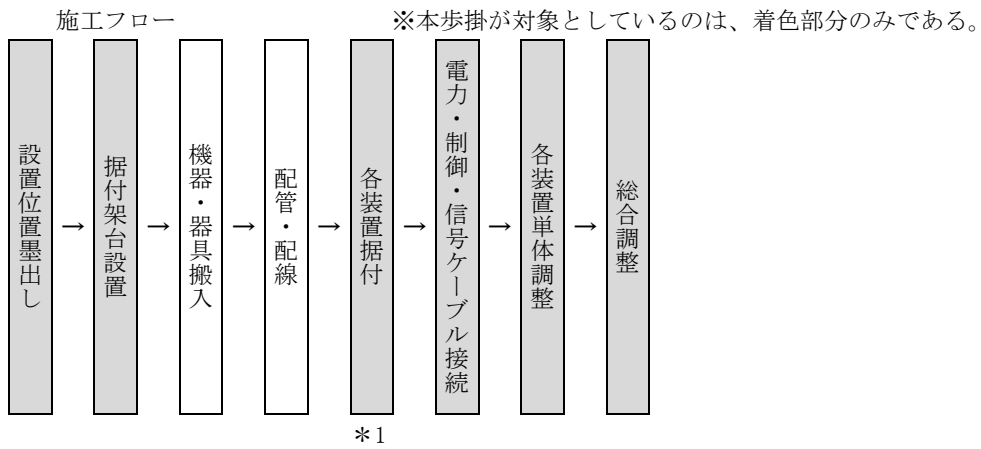 施工フロー
※本歩掛が対象としているのは、着色部分のみである。
設置位置墨出し
→
据付架台設置
→
機器・器具搬入
→
配管・配線
→
各装置据付
→
電力・制御・信号ケーブル接続
→
各装置単体調整
→
総合調整
＊1